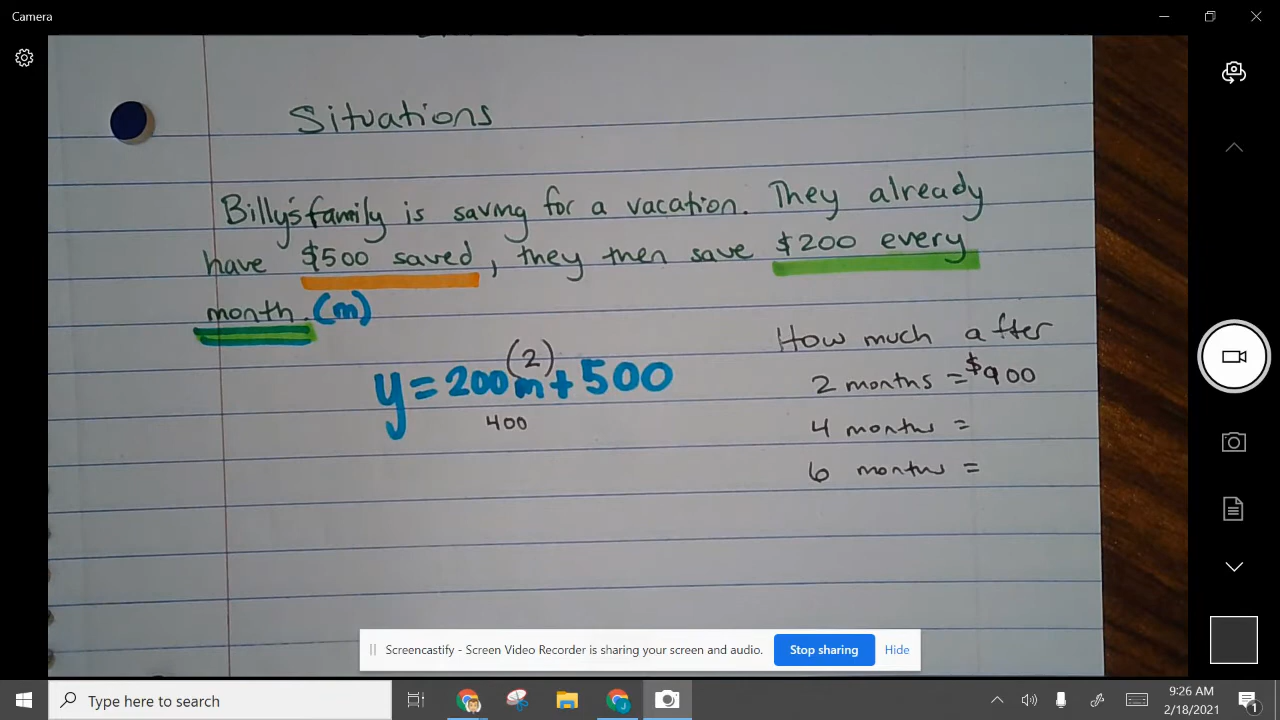 Camera
Situations
Billy's family is saving for a vacation. They already
have $500 saved, they then save $200 every
month. (m)
How much after
(2)
y = 200m + 500
2 months = $900
400
4 months =
6 months =
Screencastify - Screen Video Recorder is sharing your screen and audio.
Stop sharing
Hide
Type here to search
9:26 AM
2/18/2021
1